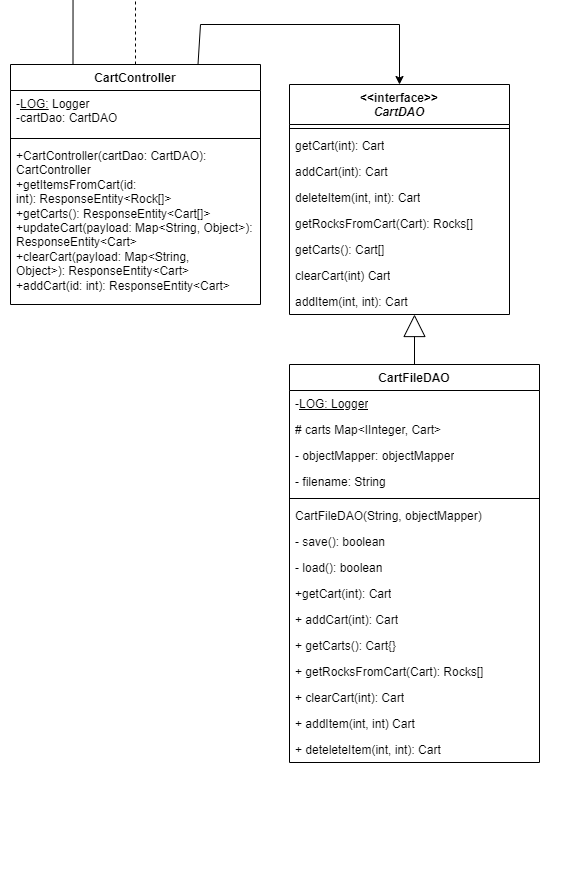 CartController
-LOG: Logger
-cartDao: CartDAO
+CartController(cartDao: CartDAO):
CartController
+getItemsFromCart(id:
int): ResponseEntity<Rock[]>
+getCarts(): ResponseEntity<Cart[]>
+updateCart(payload: Map<String, Object>):
ResponseEntity<Cart>
+clearCart(payload: Map<String,
Object>): ResponseEntity<Cart>
+addCart(id: int): ResponseEntity<Cart>
<<interface>>
CartDAO
getCart(int): Cart
addCart(int): Cart
deleteItem(int, int): Cart
getRocksFromCart(Cart): Rocks[]
getCarts(): Cart[]
clearCart(int) Cart
addItem(int, int): Cart
CartFileDAO
-LOG: Logger
# carts Map<IInteger, Cart>
- objectMapper: objectMapper
- filename: String
CartFileDAO(String, objectMapper)
- save(): boolean
- load(): boolean
+getCart(int): Cart
+ addCart(int): Cart
+ getCarts(): Cart{}
+ getRocksFromCart(Cart): Rocks[]
+ clearCart(int): Cart
+ addItem(int, int) Cart
+ deteleteItem(int, int): Cart